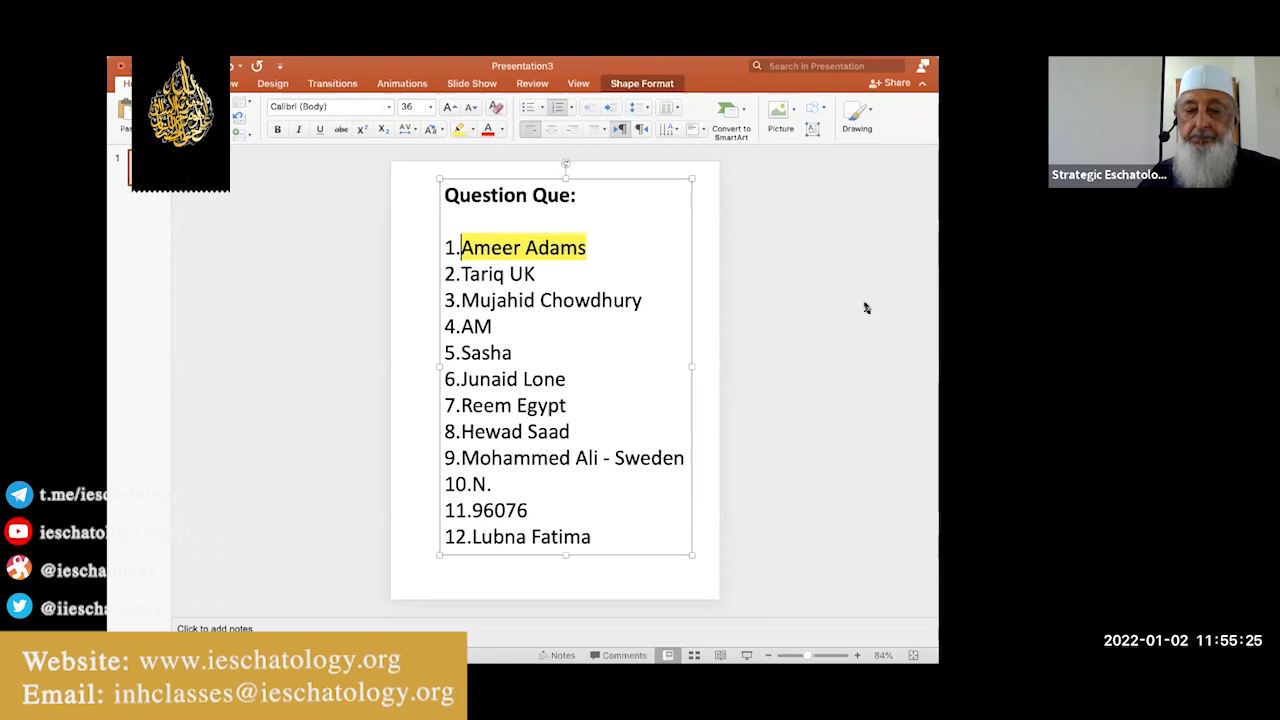 Presentation3
Search in Presentation
Design
Transitions
Animations
Slide Show
Review
View
Shape Format
Share
Calibri (Body)
36
Convert to
SmartArt
Picture
Drawing
1
Question Que:
1.Ameer Adams
2.Tariq UK
3.Mujahid Chowdhury
4.AM
5.Sasha
6.Junaid Lone
7.Reem Egypt
8.Hewad Saad
9.Mohammed Ali - Sweden
10.N.
11.96076
12.Lubna Fatima
Strategic Eschatolo...
t.me/ieschatology
ieschatology.org/yt
@ieschatology
@iieschatology
Click to add notes
Notes
Comments
84%
2022-01-02 11:55:25
Website: www.ieschatology.org
Email: inhclasses@ieschatology.org